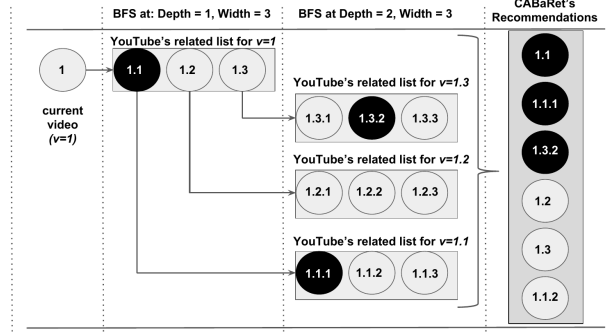 BFS at: Depth = 1, Width = 3
BFS at Depth = 2, Width = 3
CABaRet's
Recommendations
YouTube's related list for v=1
1
1.1
1.2
1.3
current
video
(v=1)
YouTube's related list for v=1.3
1.3.1
1.3.2
1.3.3
YouTube's related list for v=1.2
1.2.1
1.2.2
1.2.3
YouTube's related list for v=1.1
1.1.1
1.1.2
1.1.3
1.1
1.1.1
1.3.2
1.2
1.3
1.1.2